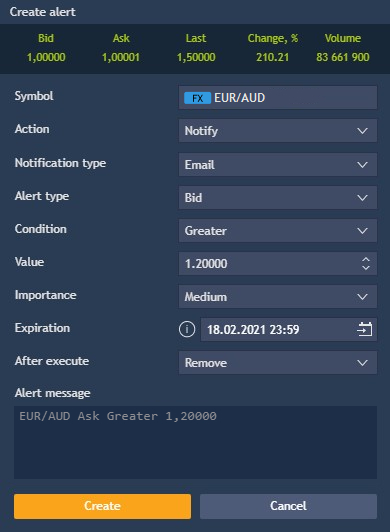 Create alert
Bid Ask Last Change, % Volume
1,00000 1,00001 1,50000 210.21 83 661 900
Symbol FX EUR/AUD
Action Notify
Notification type Email
Alert type Bid
Condition Greater
Value 1.20000
Importance Medium
Expiration i 18.02.2021 23:59
After execute Remove
Alert message
EUR/AUD Ask Greater 1,20000
Create Cancel